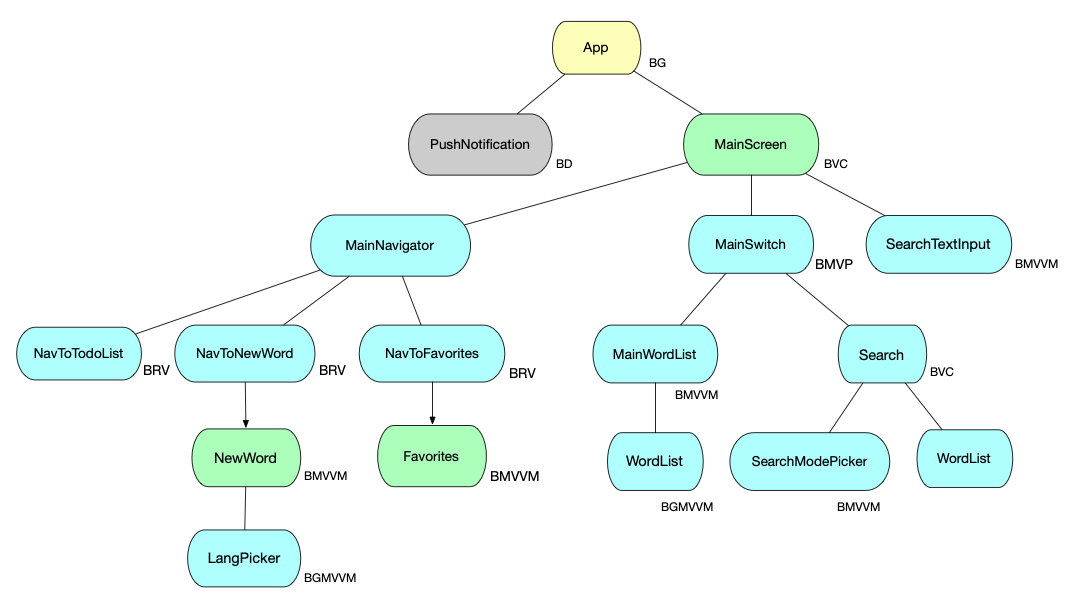 App
BG
PushNotification
BD
MainScreen
BVC
MainNavigator
MainSwitch
BMVP
SearchTextInput
BMVVM
NavToTodoList
BRV
NavToNewWord
BRV
NavToFavorites
BRV
MainWordList
BMVVM
Search
BVC
NewWord
BMVVM
Favorites
BMVVM
WordList
BGMVVM
SearchModePicker
BMVVM
WordList
LangPicker
BGMVVM